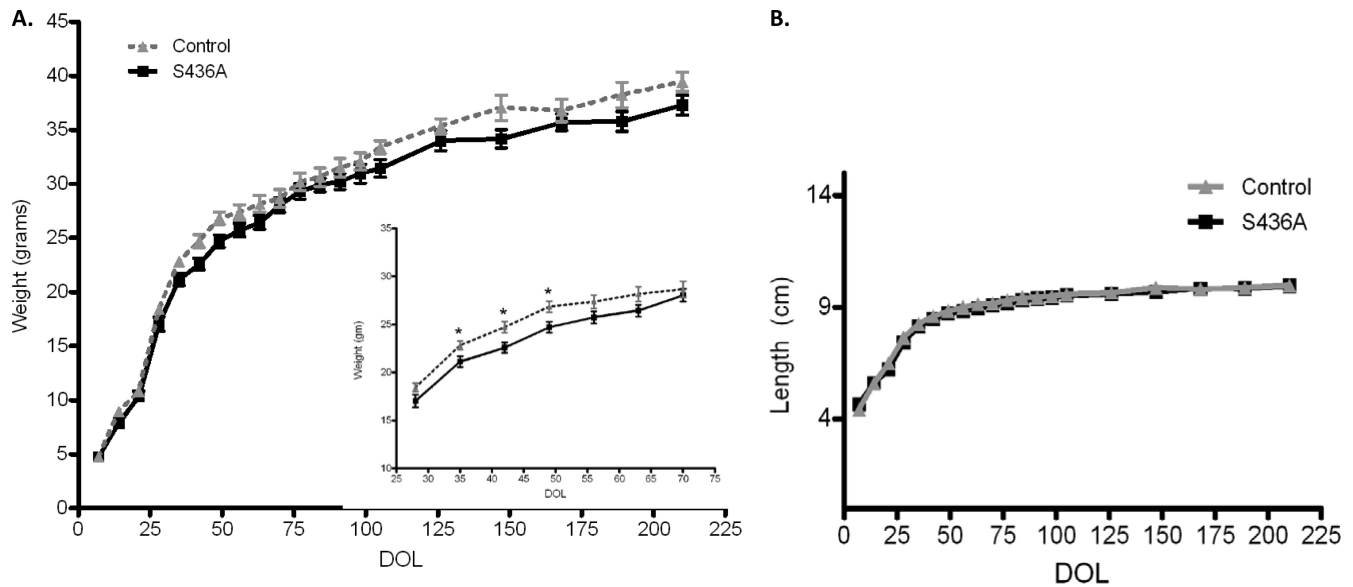 A.
Control
S436A
Weight (grams)
45
40
35
30
25
20
15
10
5
0
0 25 50 75 100 125 150 175 200 225
DOL
Weight (gm)
35
30
25
20
15
10
* * *
25 30 35 40 45 50 55 60 65 70 75
DOL
B.
Control
S436A
Length (cm)
14
9
4
0 25 50 75 100 125 150 175 200 225
DOL